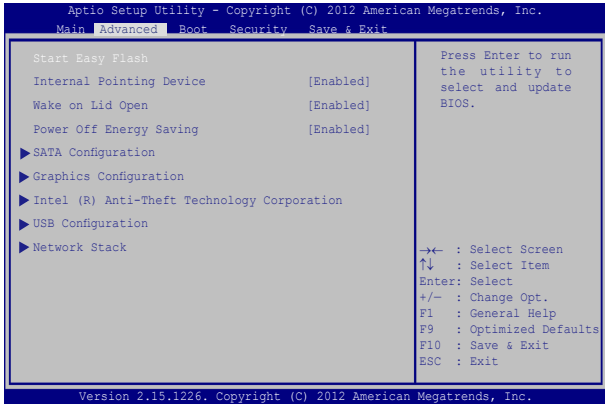 Aptio Setup Utility - Copyright (C) 2012 American Megatrends, Inc.
Main Advanced Boot Security Save & Exit
Start Easy Flash
Internal Pointing Device [Enabled]
Wake on Lid Open [Enabled]
Power Off Energy Saving [Enabled]
SATA Configuration
Graphics Configuration
Intel (R) Anti-Theft Technology Corporation
USB Configuration
Network Stack
Press Enter to run
the utility to
select and update
BIOS.
→← : Select Screen
↑↓ : Select Item
Enter: Select
+/— : Change Opt.
F1 : General Help
F9 : Optimized Defaults
F10 : Save & Exit
ESC : Exit
Version 2.15.1226. Copyright (C) 2012 American Megatrends, Inc.